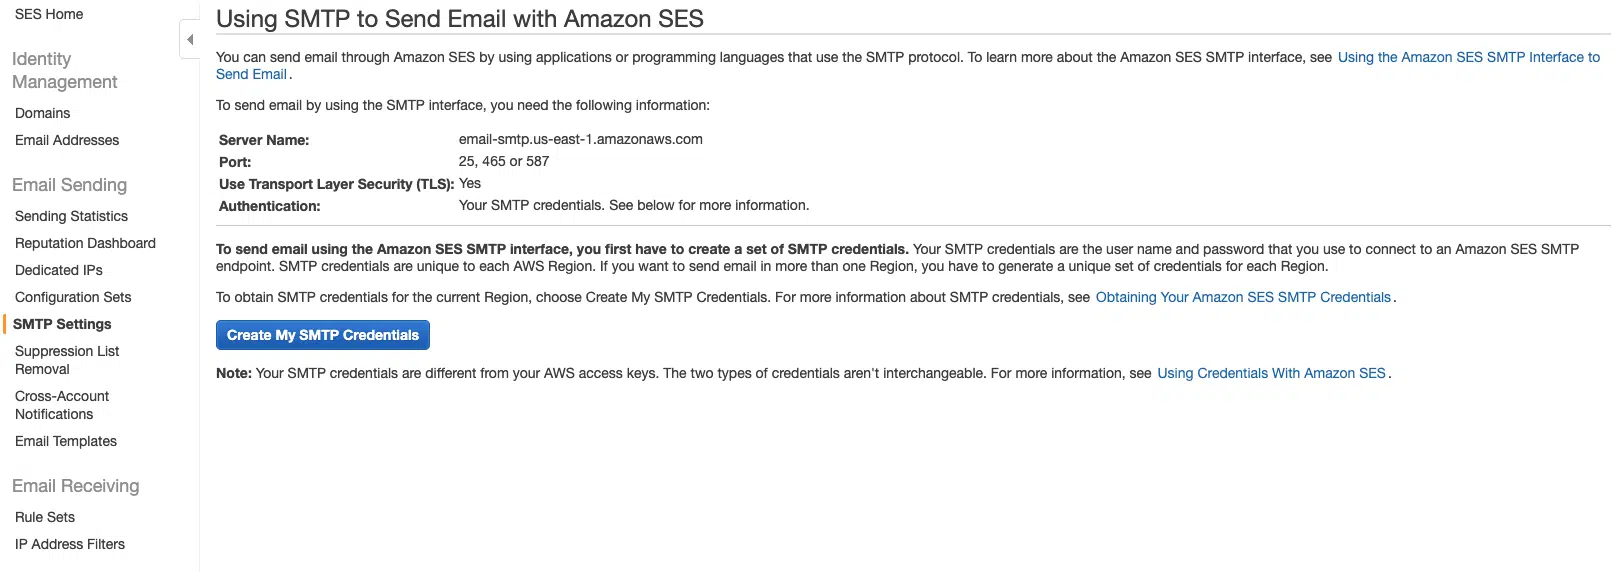 SES Home
Identity
Management
Domains
Email Addresses
Email Sending
Sending Statistics
Reputation Dashboard
Dedicated IPs
Configuration Sets
SMTP Settings
Suppression List
Removal
Cross-Account
Notifications
Email Templates
Email Receiving
Rule Sets
IP Address Filters
Using SMTP to Send Email with Amazon SES
You can send email through Amazon SES by using applications or programming languages that use the SMTP protocol. To learn more about the Amazon SES SMTP interface, see Using the Amazon SES SMTP Interface to
Send Email.
To send email by using the SMTP interface, you need the following information:
Server Name: email-smtp.us-east-1.amazonaws.com
Port: 25, 465 or 587
Use Transport Layer Security (TLS): Yes
Authentication: Your SMTP credentials. See below for more information.
To send email using the Amazon SES SMTP interface, you first have to create a set of SMTP credentials. Your SMTP credentials are the user name and password that you use to connect to an Amazon SES SMTP
endpoint. SMTP credentials are unique to each AWS Region. If you want to send email in more than one Region, you have to generate a unique set of credentials for each Region.
To obtain SMTP credentials for the current Region, choose Create My SMTP Credentials. For more information about SMTP credentials, see Obtaining Your Amazon SES SMTP Credentials.
Create My SMTP Credentials
Note: Your SMTP credentials are different from your AWS access keys. The two types of credentials aren't interchangeable. For more information, see Using Credentials With Amazon SES.